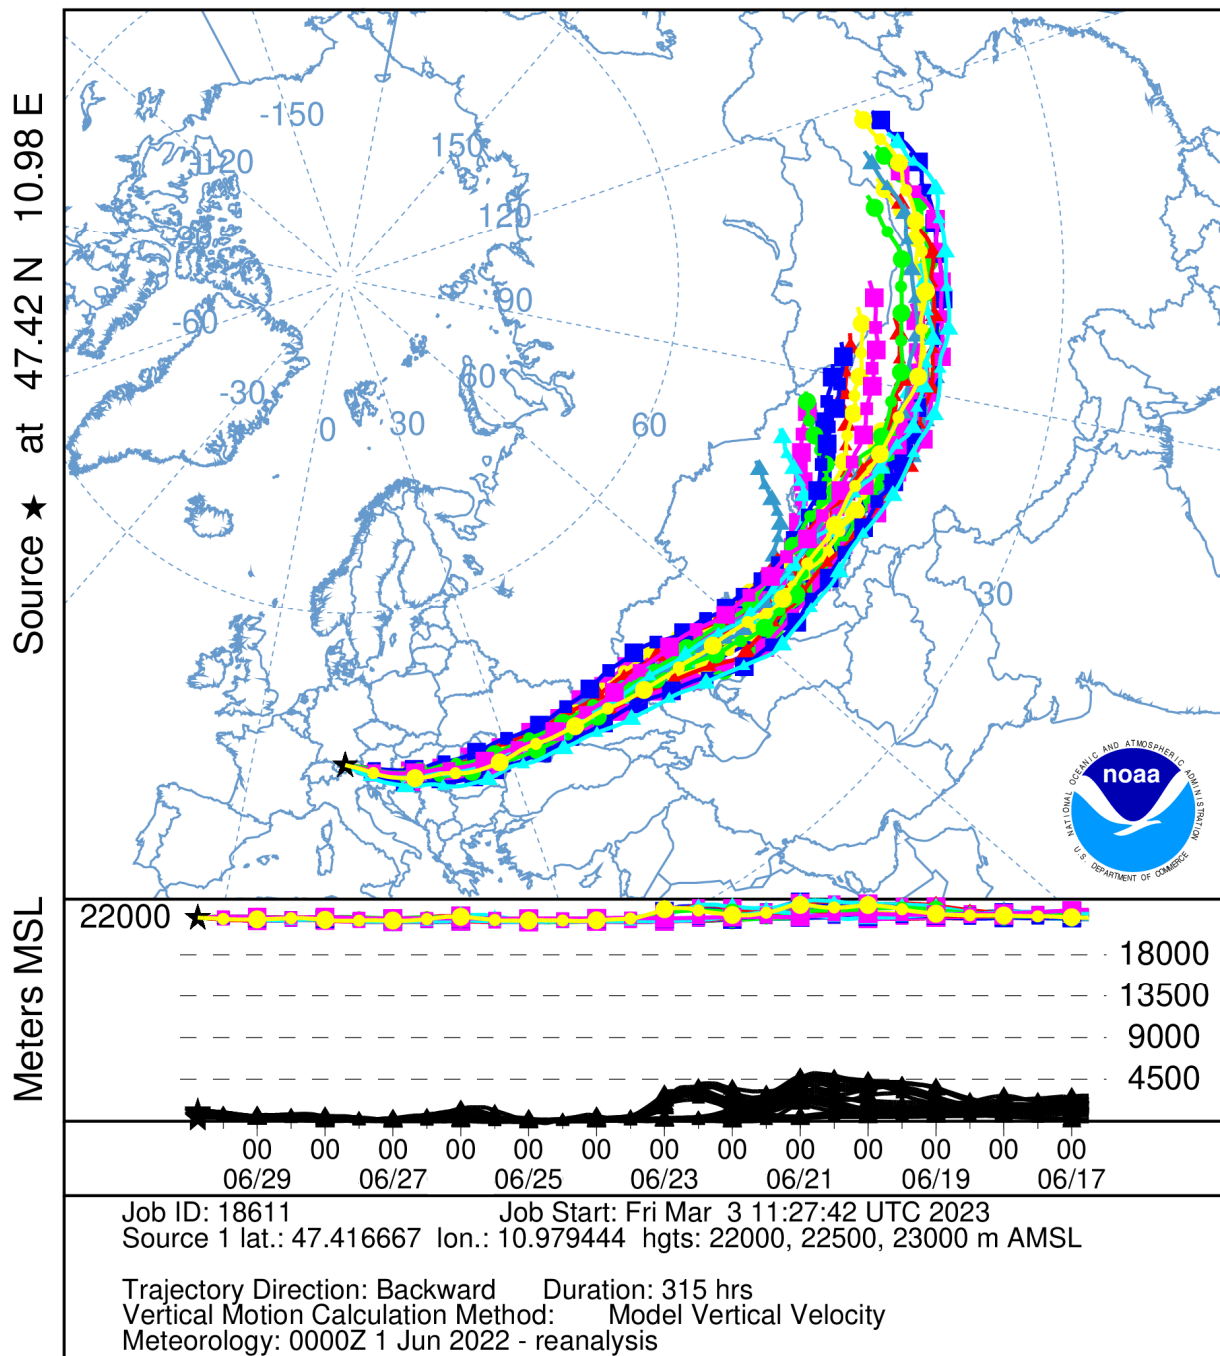 Source ★ at 47.42 N 10.98 E
-150
150
-120
120
-90
90
-60
60
-30
30
0
60
30
NATIONAL OCEANIC AND ATMOSPHERIC ADMINISTRATION
noaa
U.S. DEPARTMENT OF COMMERCE
Meters MSL
22000
18000
13500
9000
4500
00 00 00 00 00 00 00 00 00 00 00 00 00
06/29 06/27 06/25 06/23 06/21 06/19 06/17
Job ID: 18611 Job Start: Fri Mar 3 11:27:42 UTC 2023
Source 1 lat.: 47.416667 lon.: 10.979444 hgts: 22000, 22500, 23000 m AMSL
Trajectory Direction: Backward Duration: 315 hrs
Vertical Motion Calculation Method: Model Vertical Velocity
Meteorology: 0000Z 1 Jun 2022 - reanalysis